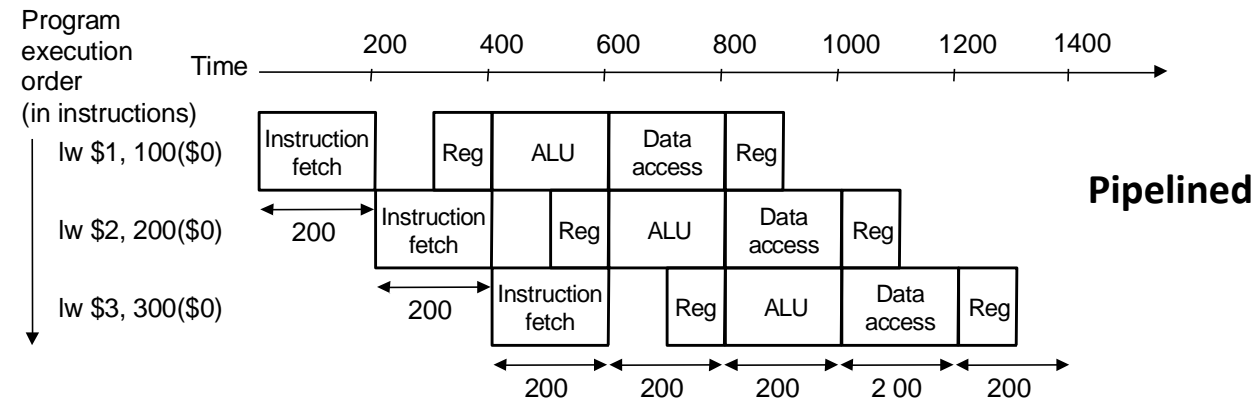 Program
execution
order
(in instructions)
Time
200 400 600 800 1000 1200 1400
lw $1, 100($0)
Instruction
fetch
Reg
ALU
Data
access
Reg
Pipelined
lw $2, 200($0)
200
Instruction
fetch
Reg
ALU
Data
access
Reg
lw $3, 300($0)
200
Instruction
fetch
Reg
ALU
Data
access
Reg
200 200 200 2 00 200